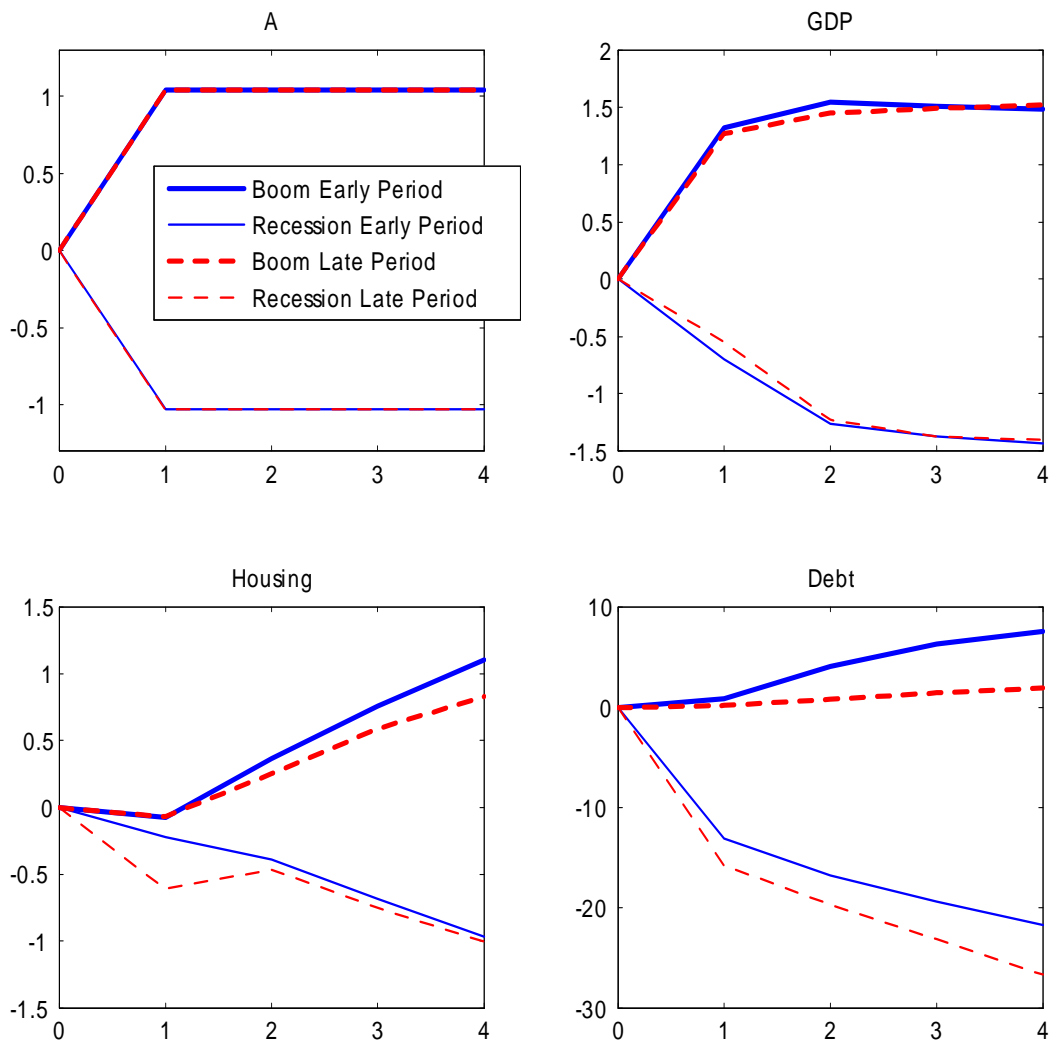 A
1
0.5
0
-0.5
-1
0 1 2 3 4
Boom Early Period
Recession Early Period
Boom Late Period
Recession Late Period
GDP
2
1.5
1
0.5
0
-0.5
-1
-1.5
0 1 2 3 4
Housing
1.5
1
0.5
0
-0.5
-1
-1.5
0 1 2 3 4
Debt
10
0
-10
-20
-30
0 1 2 3 4